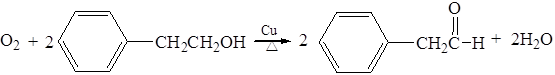 O₂ + 2 CH₂CH₂OH Cu △ 2 CH₂C(=O)–H + 2H₂O